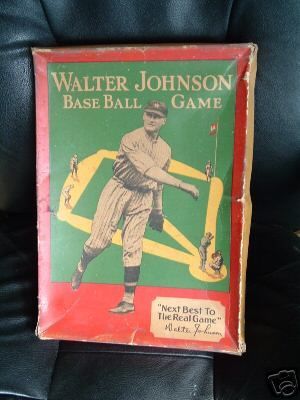 WALTER JOHNSON
BASE BALL GAME
"Next Best To
The Real Game"
Walter Johnson